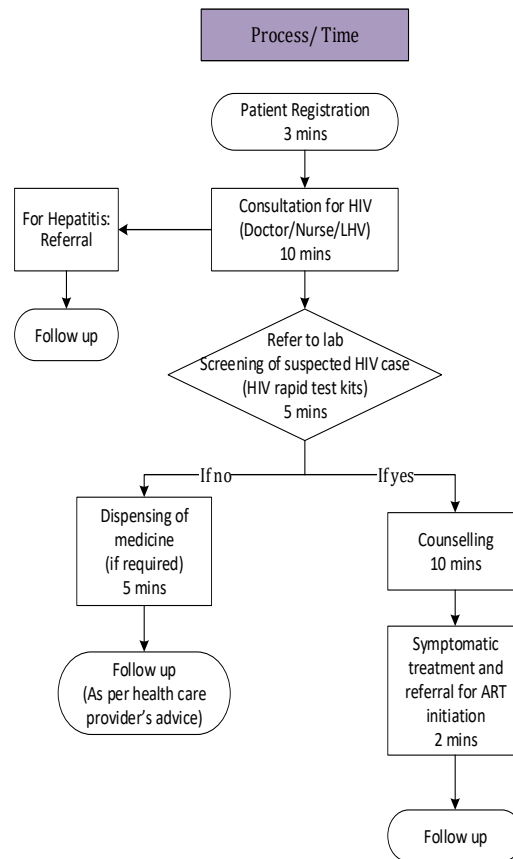 Process/ Time
Patient Registration
3 mins
Consultation for HIV
(Doctor/Nurse/LHV)
10 mins
For Hepatitis:
Referral
Follow up
Refer to lab
Screening of suspected HIV case
(HIV rapid test kits)
5 mins
If no
If yes
Dispensing of
medicine
(if required)
5 mins
Follow up
(As per health care
provider’s advice)
Counselling
10 mins
Symptomatic
treatment and
referral for ART
initiation
2 mins
Follow up